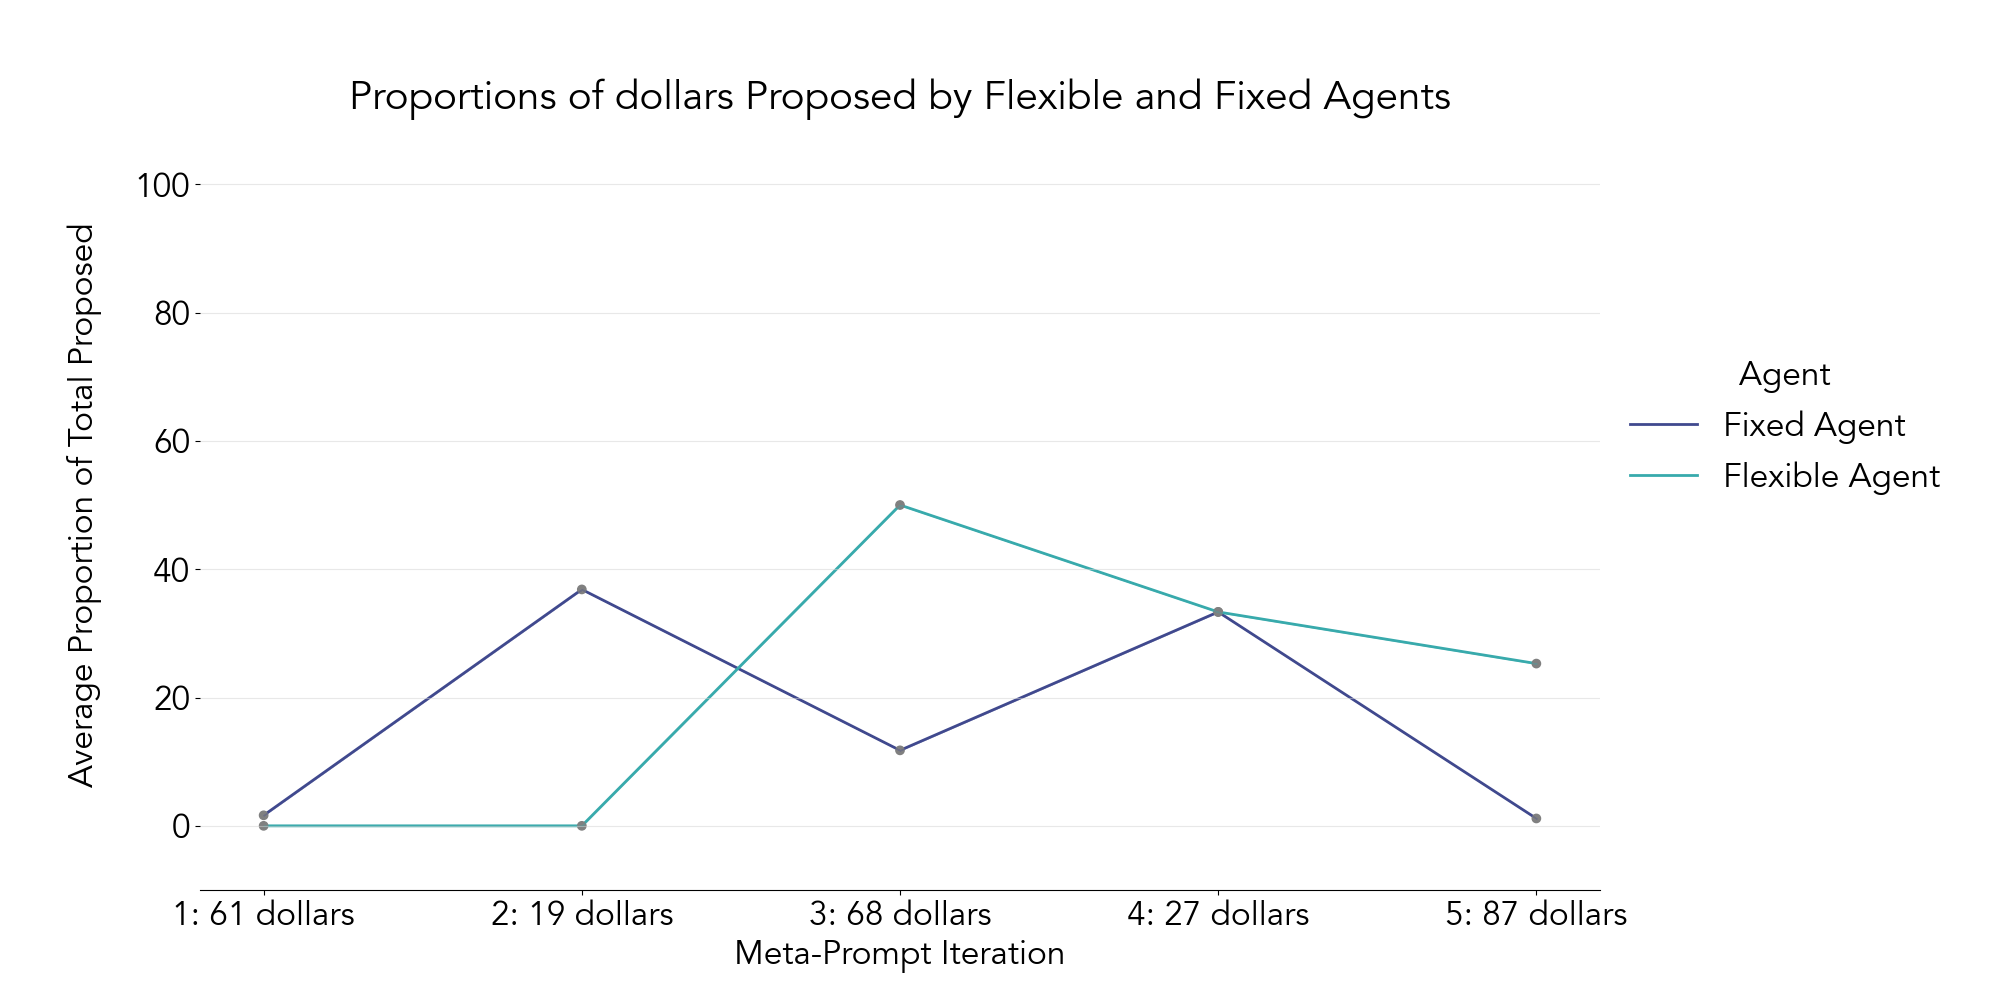 Proportions of dollars Proposed by Flexible and Fixed Agents
Average Proportion of Total Proposed
100
80
60
40
20
0
1: 61 dollars
2: 19 dollars
3: 68 dollars
4: 27 dollars
5: 87 dollars
Meta-Prompt Iteration
Agent
Fixed Agent
Flexible Agent